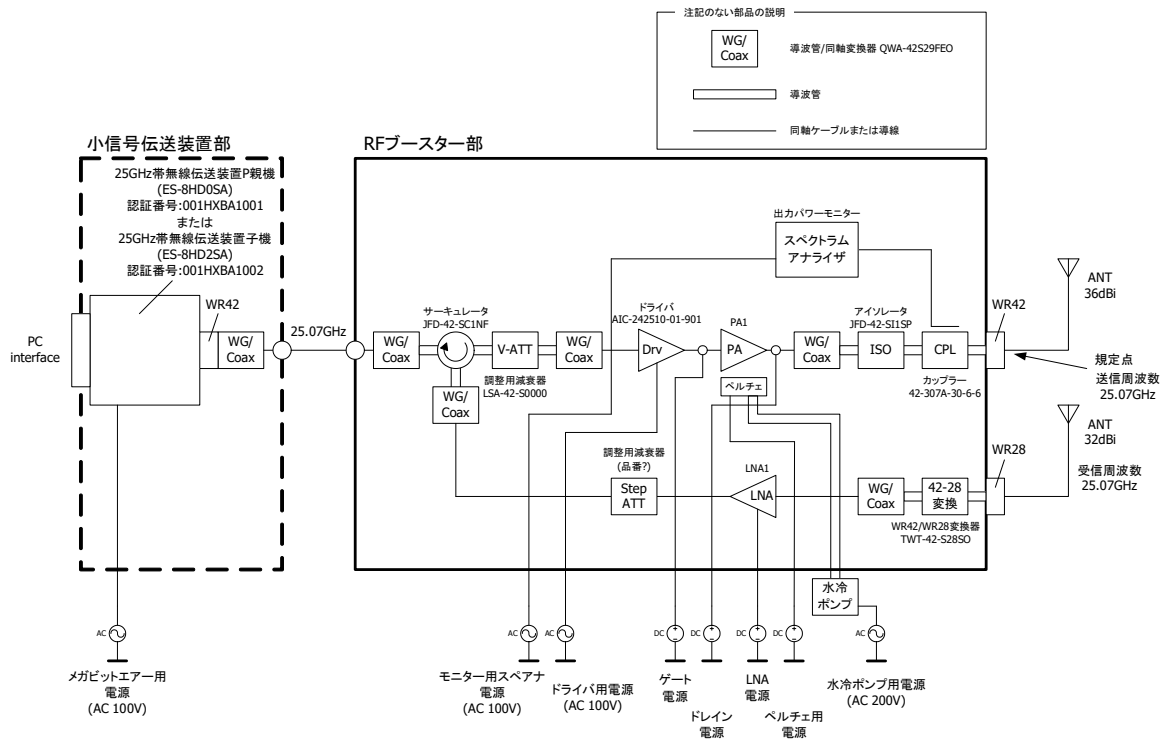 注記のない部品の説明
WG/
Coax
導波管/同軸変換器 QWA-42S29FEO
導波管
同軸ケーブルまたは導線
小信号伝送装置部
25GHz帯無線伝送装置P親機
(ES-8HD0SA)
認証番号:001HXBA1001
または
25GHz帯無線伝送装置子機
(ES-8HD2SA)
認証番号:001HXBA1002
WR42
PC
interface
WG/
Coax
25.07GHz
RFブースター部
出力パワーモニター
スペクトラム
アナライザ
WG/
Coax
サーキュレータ
JFD-42-SC1NF
V-ATT
調整用減衰器
LSA-42-S0000
WG/
Coax
WG/
Coax
ドライバ
AIC-242510-01-901
Drv
PA1
PA
ペルチェ
WG/
Coax
アイソレータ
JFD-42-SI1SP
ISO
CPL
カップラー
42-307A-30-6-6
WR42
ANT
36dBi
規定点
送信周波数
25.07GHz
調整用減衰器
(品番?)
Step
ATT
LNA1
LNA
WG/
Coax
42-28
変換
WR42/WR28変換器
TWT-42-S28SO
WR28
ANT
32dBi
受信周波数
25.07GHz
水冷
ポンプ
AC
AC
AC
DC
DC
DC
DC
AC
メガビットエアー用
電源
(AC 100V)
モニター用スペアナ
電源
(AC 100V)
ドライバ用電源
(AC 100V)
ゲート
電源
ドレイン
電源
LNA
電源
ペルチェ用
電源
水冷ポンプ用電源
(AC 200V)